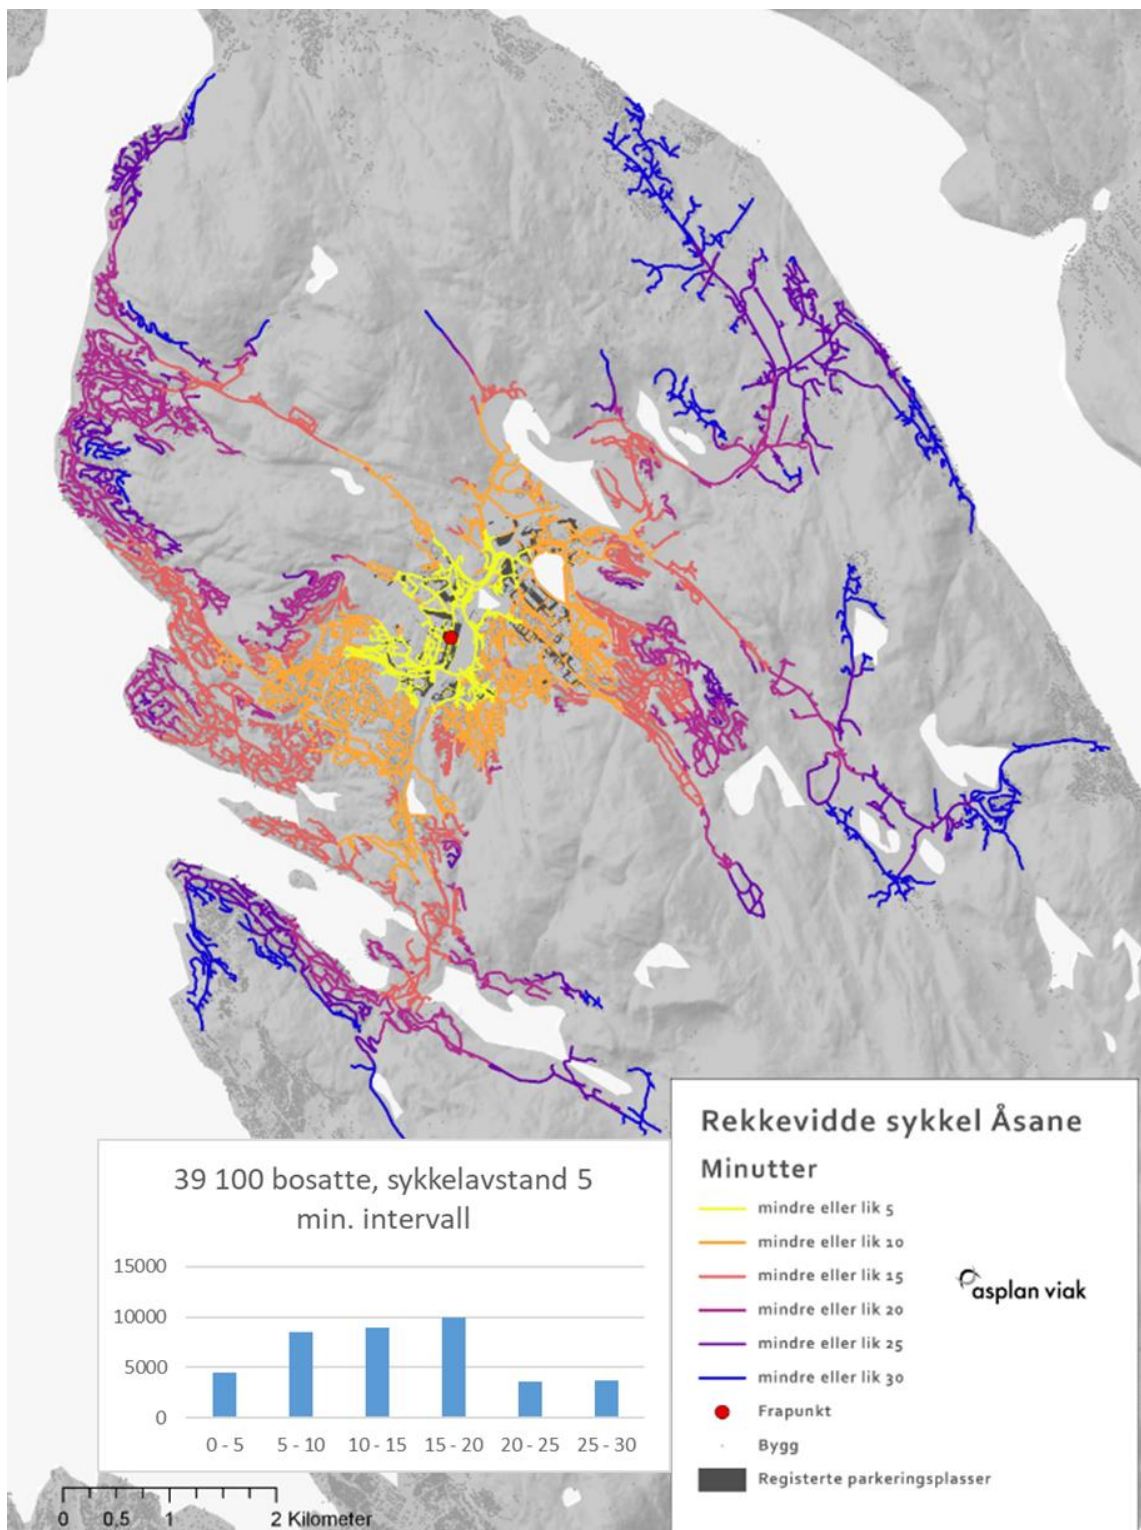 Rekkevidde sykkel Åsane
Minutter
mindre eller lik 5
mindre eller lik 10
mindre eller lik 15
mindre eller lik 20
mindre eller lik 25
mindre eller lik 30
Frapunkt
Bygg
Registerte parkeringsplasser
asplan viak
39 100 bosatte, sykkelavstand 5
min. intervall
15000
10000
5000
0
0 - 5 5 - 10 10 - 15 15 - 20 20 - 25 25 - 30
0 0,5 1 2 Kilometer